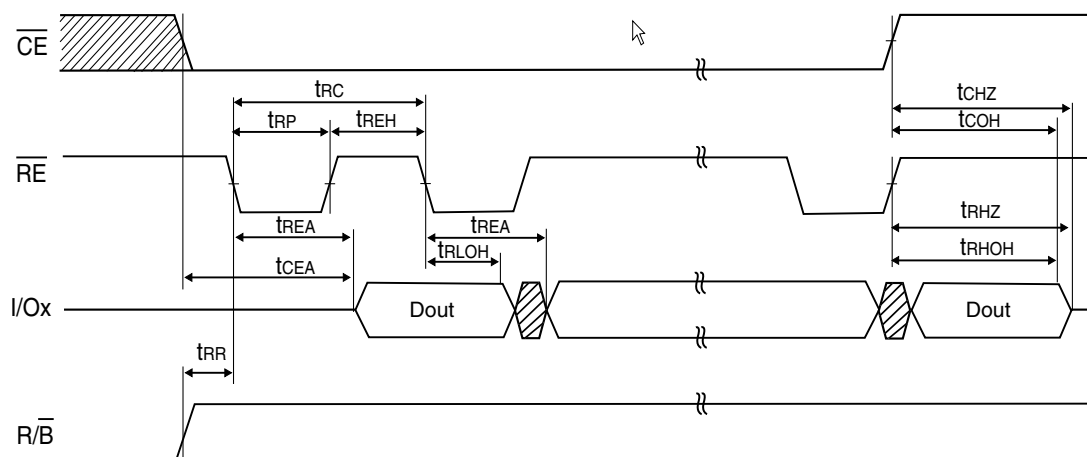 CE
tRC
tCHZ
tRP
tREH
tCOH
RE
tREA
tREA
tRHZ
tCEA
tRLOH
tRHOH
I/Ox
Dout
Dout
tRR
R/B